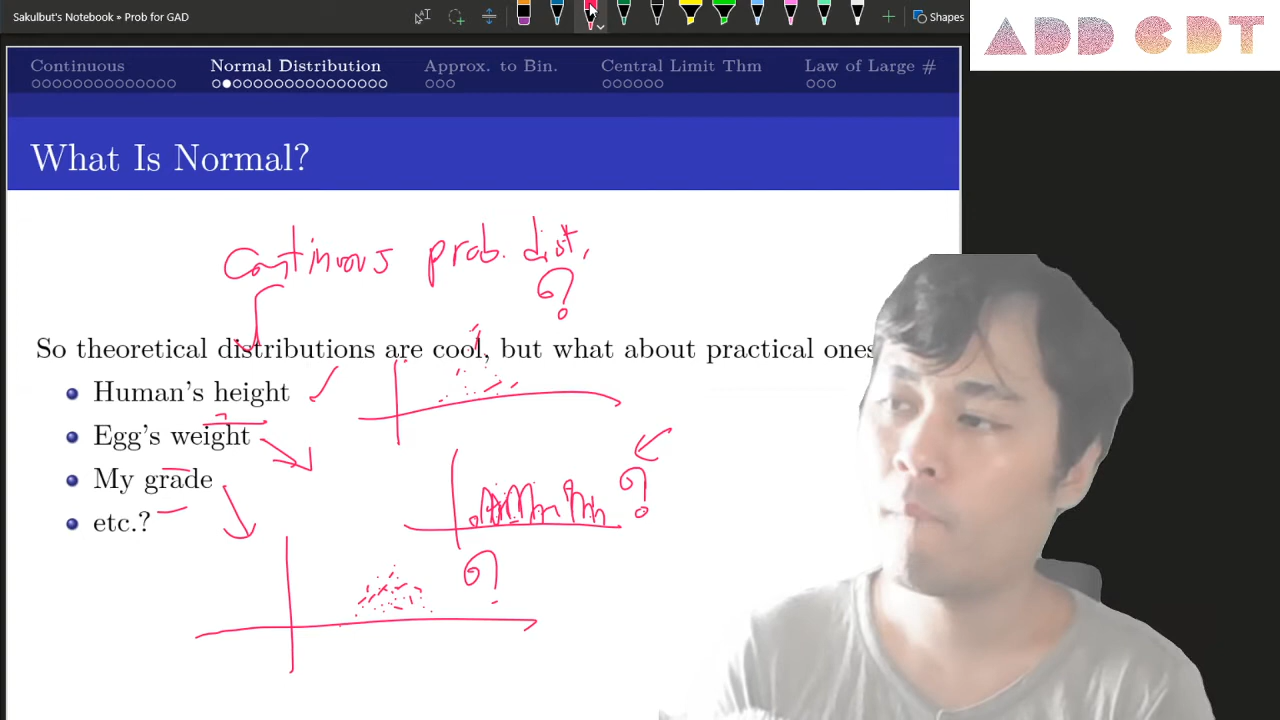 Sakulbut's Notebook » Prob for GAD
Shapes
ADD CDT
Continuous
Normal Distribution
Approx. to Bin.
Central Limit Thm
Law of Large #
What Is Normal?
Continuous prob. dist.
?
So theoretical distributions are cool, but what about practical ones
Human's height
Egg's weight
My grade
etc.?
?
?